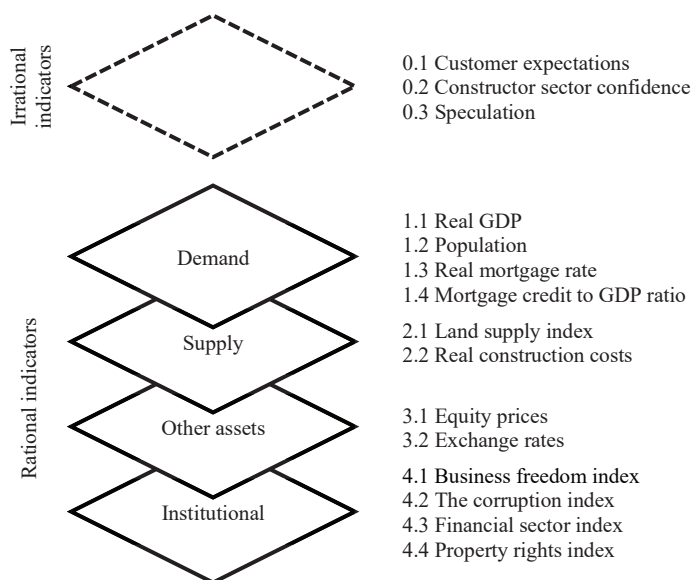 Irrational
indicators
0.1 Customer expectations
0.2 Constructor sector confidence
0.3 Speculation
Rational indicators
Demand
1.1 Real GDP
1.2 Population
1.3 Real mortgage rate
1.4 Mortgage credit to GDP ratio
Supply
2.1 Land supply index
2.2 Real construction costs
Other assets
3.1 Equity prices
3.2 Exchange rates
Institutional
4.1 Business freedom index
4.2 The corruption index
4.3 Financial sector index
4.4 Property rights index